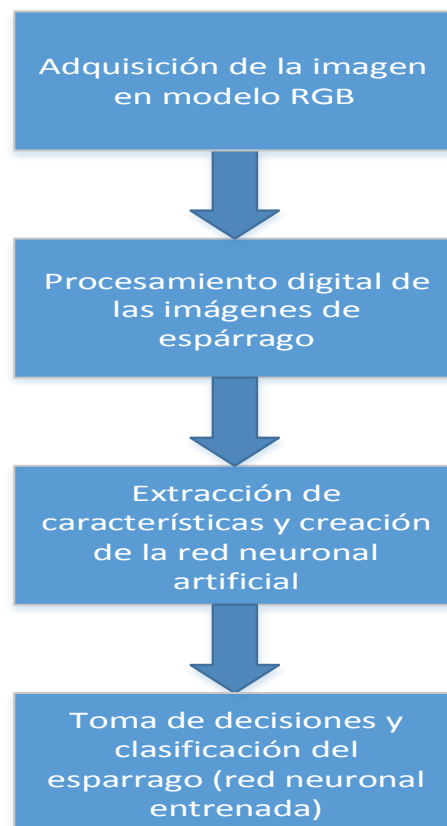 Adquisición de la imagen
en modelo RGB
Procesamiento digital de
las imágenes de
espárrago
Extracción de
características y creación
de la red neuronal
artificial
Toma de decisiones y
clasificación del
esparrago (red neuronal
entrenada)